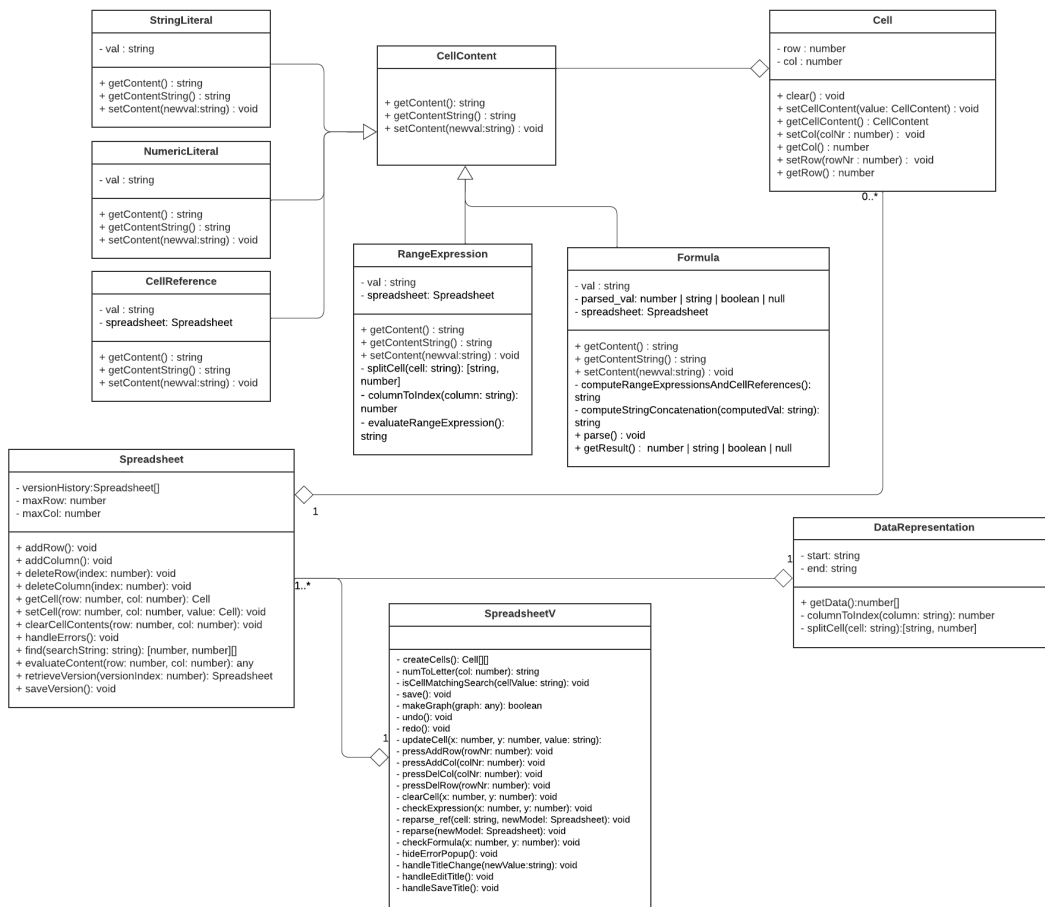 StringLiteral
- val : string
+ getContent() : string
+ getContentString() : string
+ setContent(newval:string) : void
NumericLiteral
- val : string
+ getContent() : string
+ getContentString() : string
+ setContent(newval:string) : void
CellReference
- val : string
- spreadsheet: Spreadsheet
+ getContent() : string
+ getContentString() : string
+ setContent(newval:string) : void
CellContent
+ getContent(): string
+ getContentString() : string
+ setContent(newval:string) : void
Cell
- row : number
- col : number
+ clear() : void
+ setCellContent(value: CellContent) : void
+ getCellContent() : CellContent
+ setCol(colNr : number) : void
+ getCol() : number
+ setRow(rowNr : number) : void
+ getRow() : number
0..*
RangeExpression
- val : string
- spreadsheet: Spreadsheet
+ getContent() : string
+ getContentString() : string
+ setContent(newval:string) : void
- splitCell(cell: string): [string,
number]
- columnToIndex(column: string):
number
- evaluateRangeExpression():
string
Formula
- val : string
- parsed_val: number | string | boolean | null
- spreadsheet: Spreadsheet
+ getContent() : string
+ getContentString() : string
+ setContent(newval:string) : void
- computeRangeExpressionsAndCellReferences():
string
- computeStringConcatenation(computedVal: string):
string
+ parse() : void
+ getResult() : number | string | boolean | null
Spreadsheet
- versionHistory:Spreadsheet[]
- maxRow: number
- maxCol: number
+ addRow(): void
+ addColumn(): void
+ deleteRow(index: number): void
+ deleteColumn(index: number): void
+ getCell(row: number, col: number): Cell
+ setCell(row: number, col: number, value: Cell): void
+ clearCellContents(row: number, col: number): void
+ handleErrors(): void
+ find(searchString: string): [number, number][]
+ evaluateContent(row: number, col: number): any
+ retrieveVersion(versionIndex: number): Spreadsheet
+ saveVersion(): void
1
1..*
DataRepresentation
- start: string
- end: string
+ getData():number[]
- columnToIndex(column: string): number
- splitCell(cell: string):[string, number]
1
SpreadsheetV
- createCells(): Cell[][]
- numToLetter(col: number): string
- isCellMatchingSearch(cellValue: string): void
- save(): void
- makeGraph(graph: any): boolean
- undo(): void
- redo(): void
- updateCell(x: number, y: number, value: string):
- pressAddRow(rowNr: number): void
- pressAddCol(colNr: number): void
- pressDelCol(colNr: number): void
- pressDelRow(rowNr: number): void
- clearCell(x: number, y: number): void
- checkExpression(x: number, y: number): void
- reparse_ref(cell: string, newModel: Spreadsheet): void
- reparse(newModel: Spreadsheet): void
- checkFormula(x: number, y: number): void
- hideErrorPopup(): void
- handleTitleChange(newValue:string): void
- handleEditTitle(): void
- handleSaveTitle(): void
1